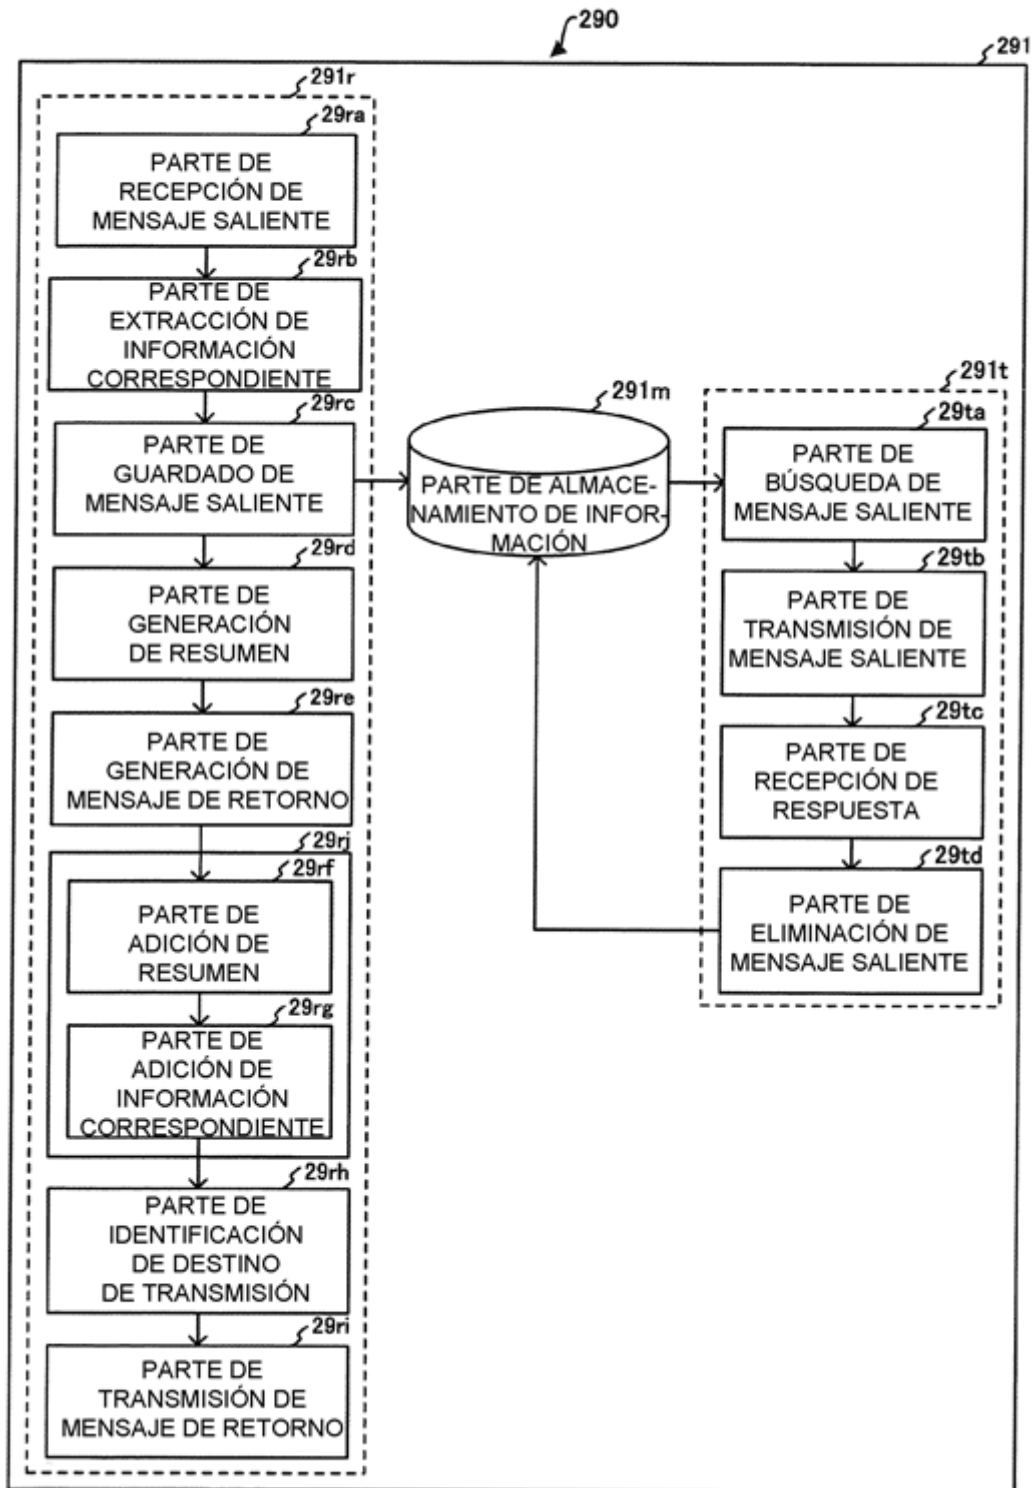 290
291
291r
29ra
PARTE DE
RECEPCIÓN DE
MENSAJE SALIENTE
29rb
PARTE DE
EXTRACCIÓN DE
INFORMACIÓN
CORRESPONDIENTE
29rc
PARTE DE
GUARDADO DE
MENSAJE SALIENTE
29rd
PARTE DE
GENERACIÓN
DE RESUMEN
29re
PARTE DE
GENERACIÓN DE
MENSAJE DE RETORNO
29rj
29rf
PARTE DE
ADICIÓN DE
RESUMEN
29rg
PARTE DE
ADICIÓN DE
INFORMACIÓN
CORRESPONDIENTE
29rh
PARTE DE
IDENTIFICACIÓN
DE DESTINO
DE TRANSMISIÓN
29ri
PARTE DE
TRANSMISIÓN DE
MENSAJE DE RETORNO
291m
PARTE DE ALMACE-
NAMIENTO DE INFOR-
MACIÓN
291t
29ta
PARTE DE
BÚSQUEDA DE
MENSAJE SALIENTE
29tb
PARTE DE
TRANSMISIÓN DE
MENSAJE SALIENTE
29tc
PARTE DE
RECEPCIÓN DE
RESPUESTA
29td
PARTE DE
ELIMINACIÓN DE
MENSAJE SALIENTE